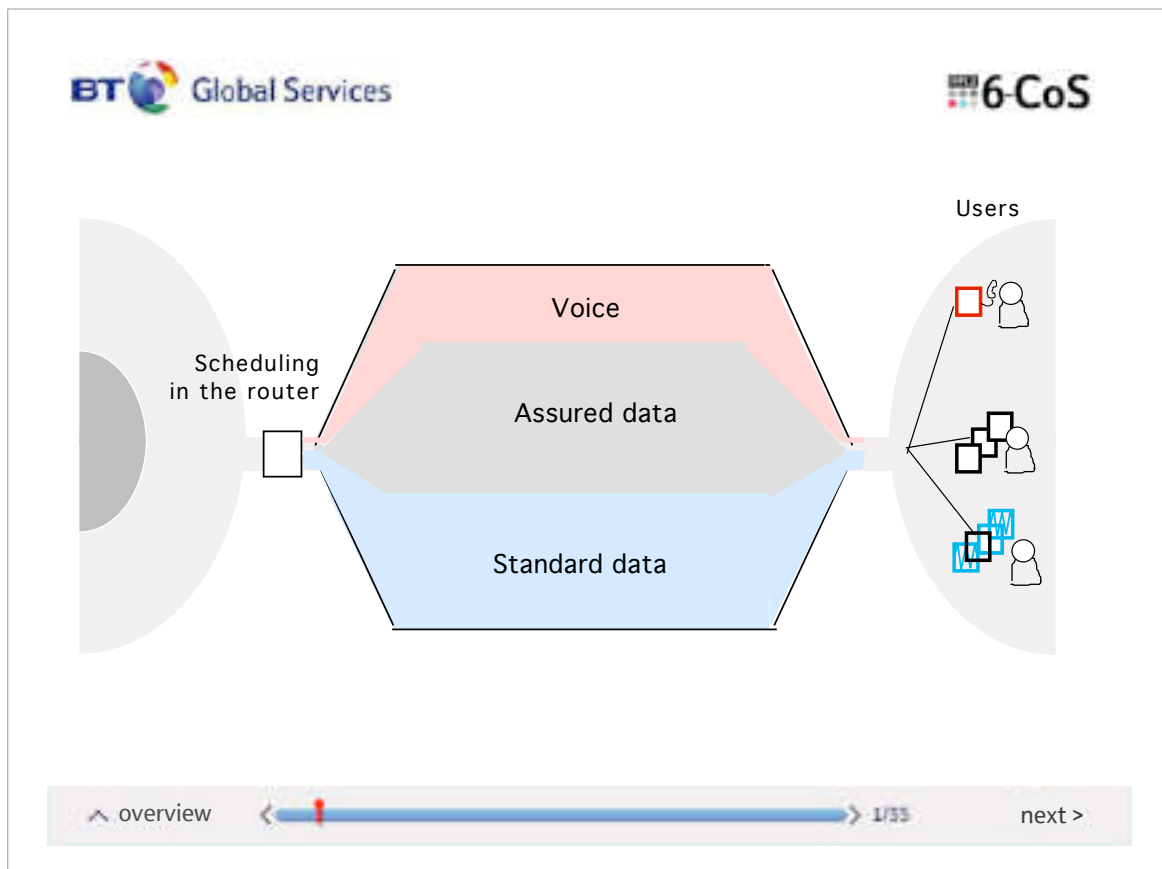 BT Global Services
6-CoS
Users
Voice
Scheduling
in the router
Assured data
Standard data
overview
1/35
next >